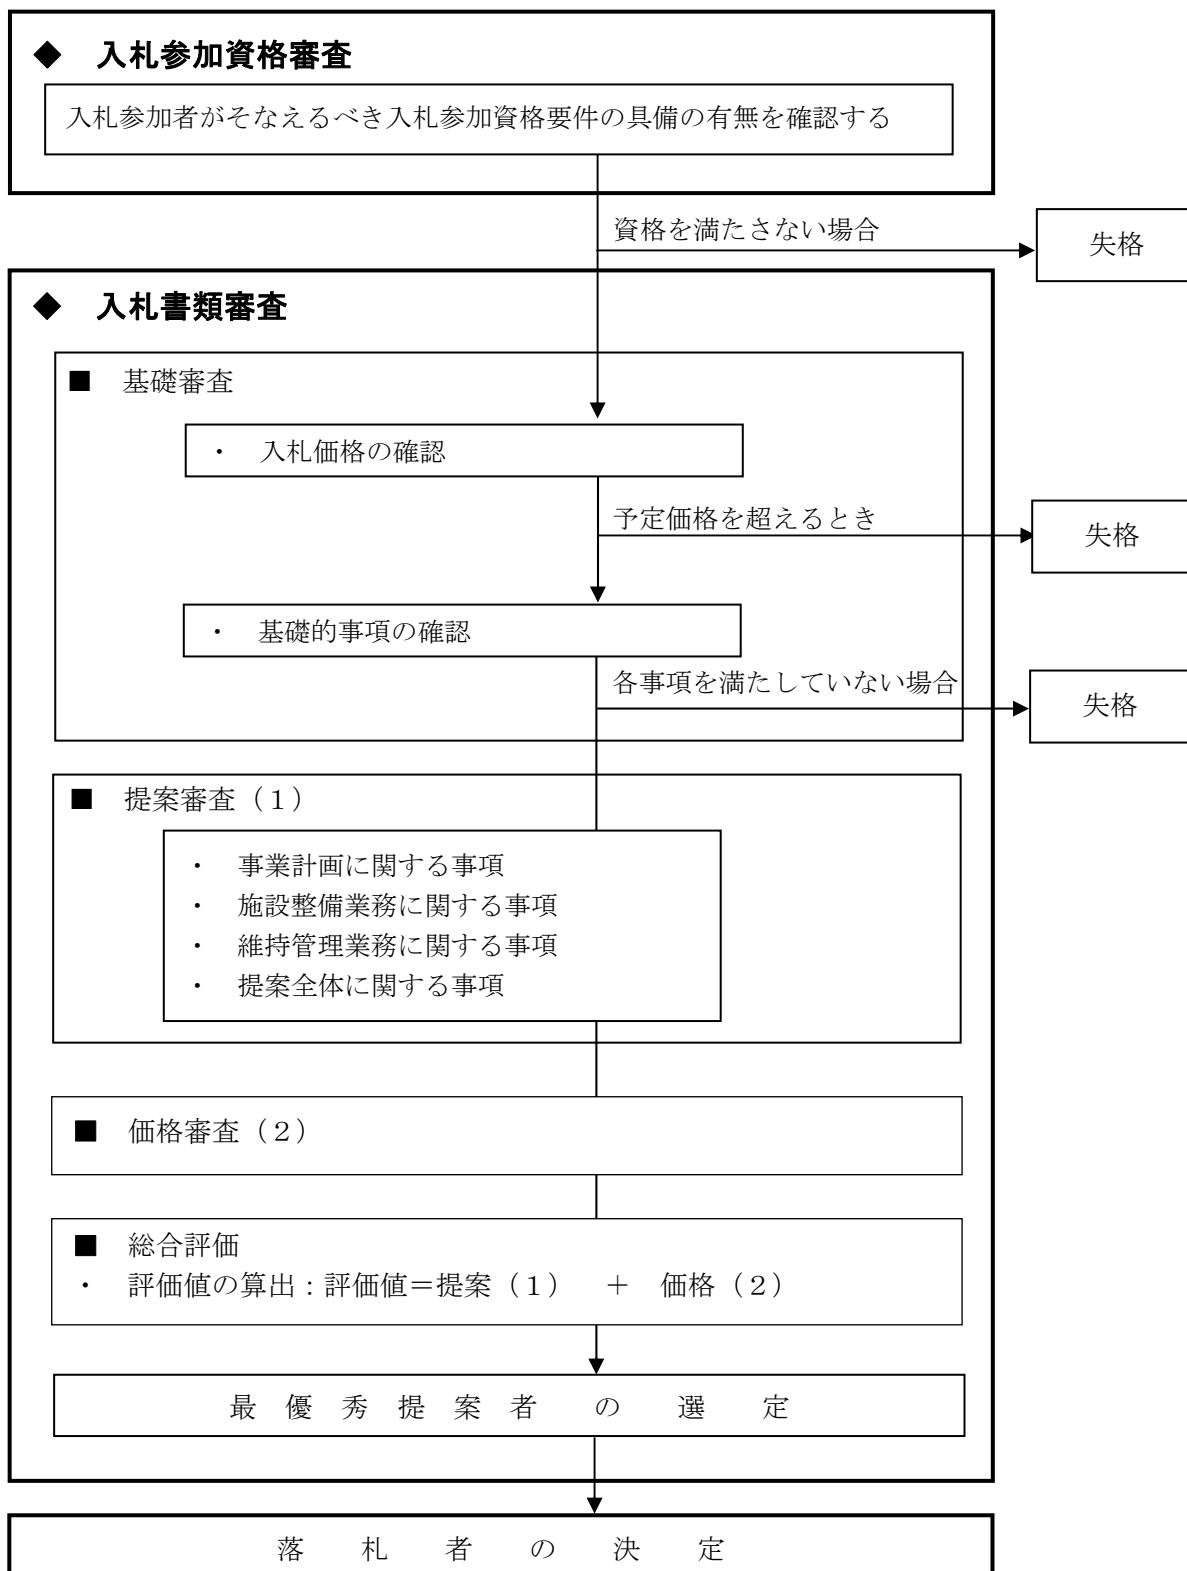 ◆ 入札参加資格審査
入札参加者がそなえるべき入札参加資格要件の具備の有無を確認する
資格を満たさない場合
失格
◆ 入札書類審査
■ 基礎審査
・ 入札価格の確認
予定価格を超えるとき
失格
・ 基礎的事項の確認
各事項を満たしていない場合
失格
■ 提案審査（１）
・ 事業計画に関する事項
・ 施設整備業務に関する事項
・ 維持管理業務に関する事項
・ 提案全体に関する事項
■ 価格審査（２）
■ 総合評価
・ 評価値の算出：評価値＝提案（１） ＋ 価格（２）
最優秀提案者の選定
落札者の決定